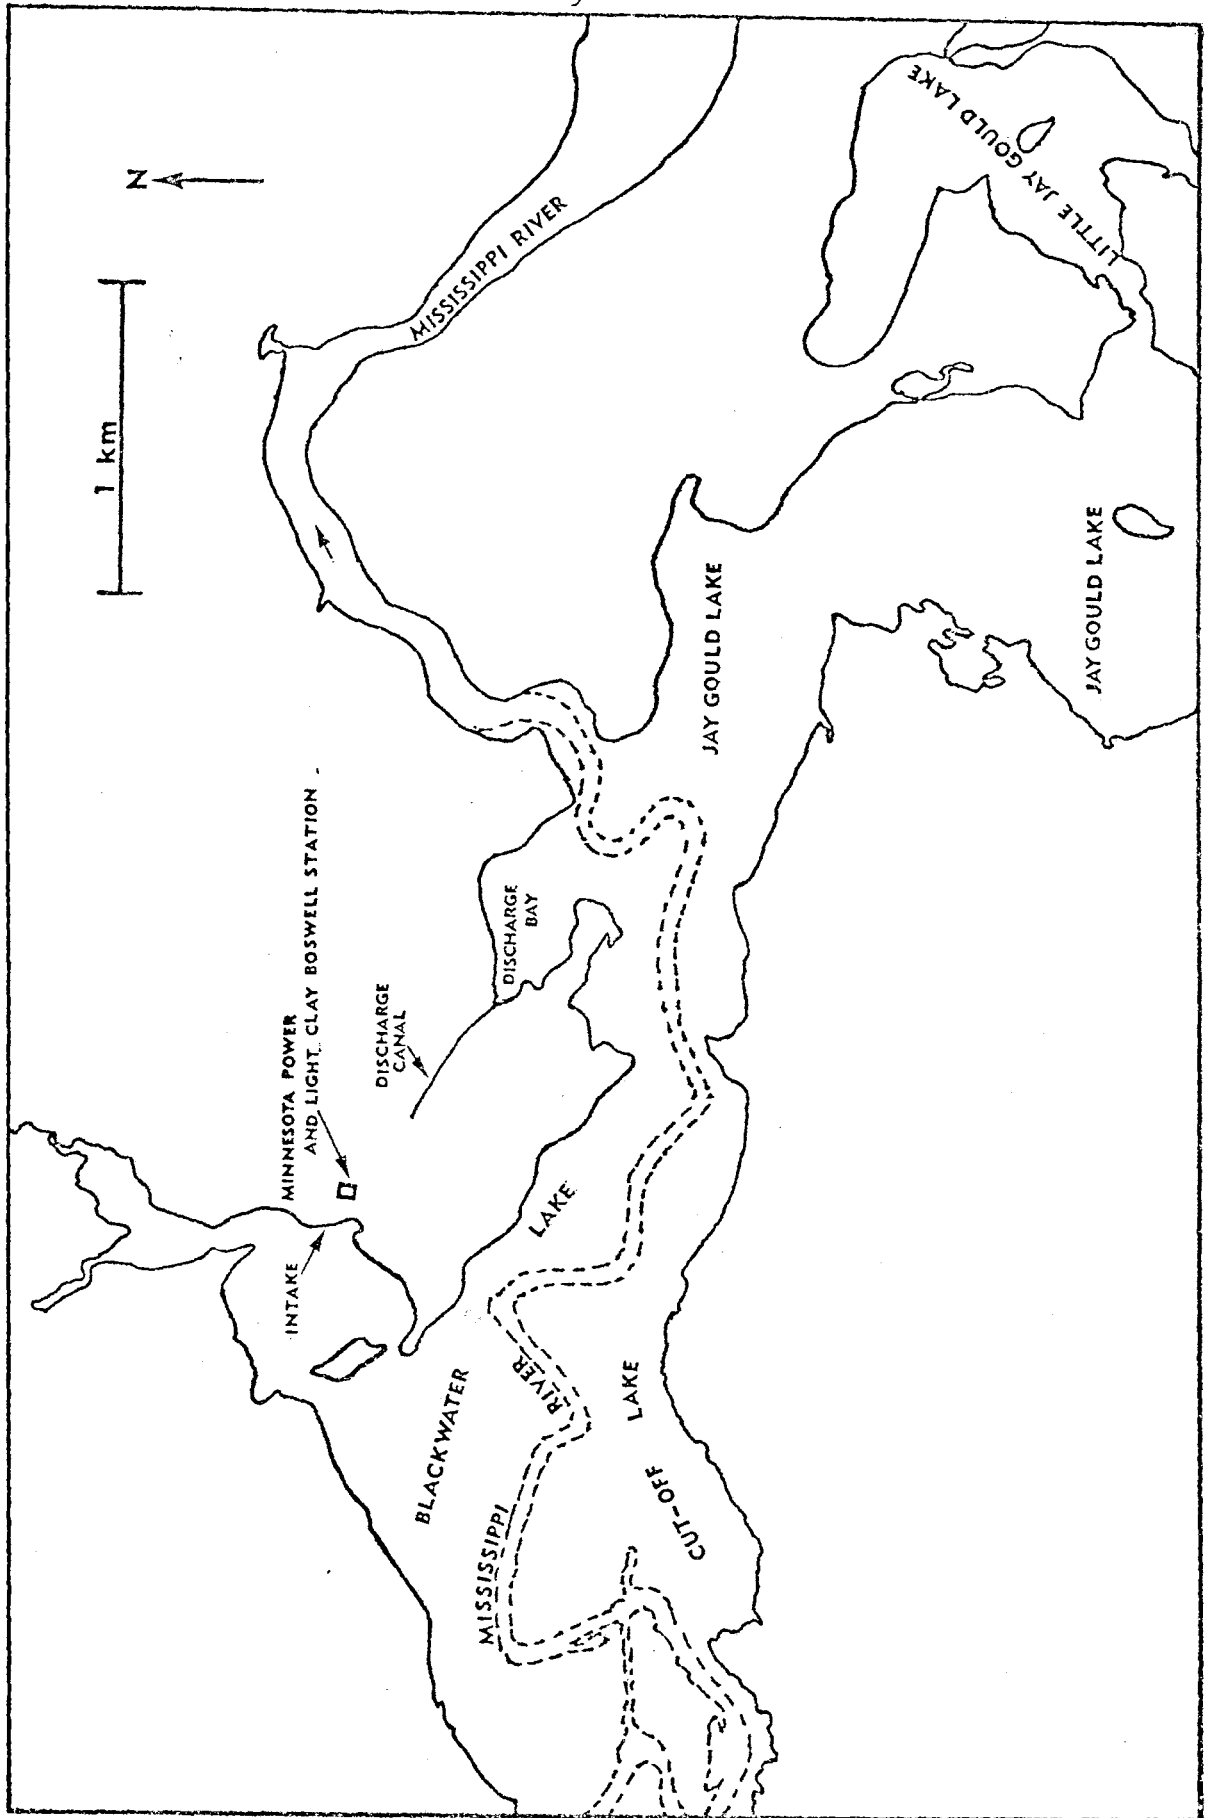 N
1 km
MISSISSIPPI RIVER
LITTLE JAY GOULD LAKE
JAY GOULD LAKE
JAY GOULD LAKE
MINNESOTA POWER
AND LIGHT, CLAY BOSWELL STATION
DISCHARGE
CANAL
DISCHARGE
BAY
INTAKE
BLACKWATER
LAKE
MISSISSIPPI
RIVER
CUT-OFF
LAKE